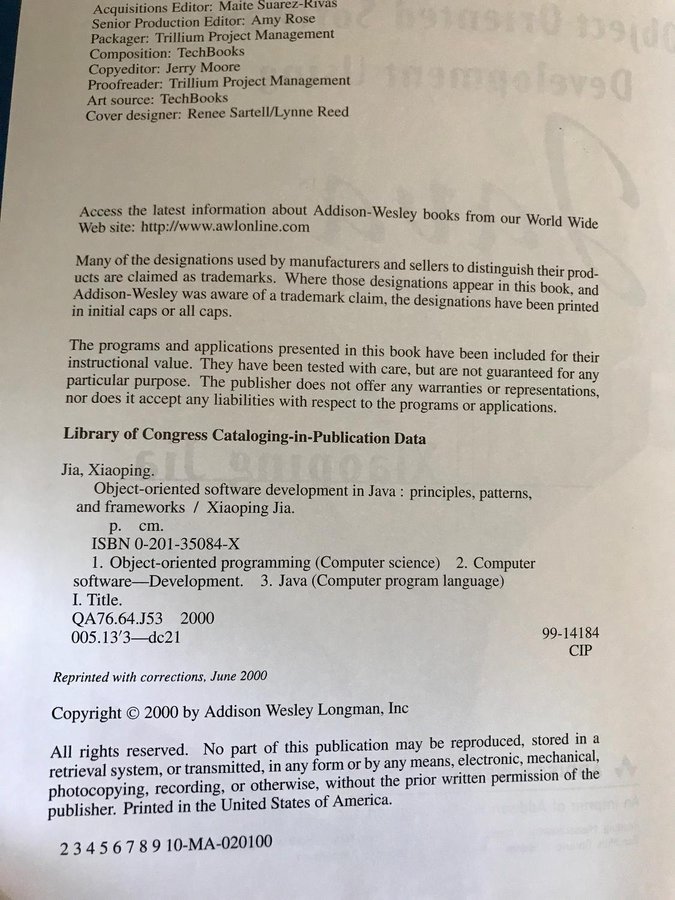 Acquisitions Editor: Maite Suarez-Rivas
Senior Production Editor: Amy Rose
Packager: Trillium Project Management
Composition: TechBooks
Copyeditor: Jerry Moore
Proofreader: Trillium Project Management
Art source: TechBooks
Cover designer: Renee Sartell/Lynne Reed
Access the latest information about Addison-Wesley books from our World Wide
Web site: http://www.awlonline.com
Many of the designations used by manufacturers and sellers to distinguish their prod-
ucts are claimed as trademarks. Where those designations appear in this book, and
Addison-Wesley was aware of a trademark claim, the designations have been printed
in initial caps or all caps.
The programs and applications presented in this book have been included for their
instructional value. They have been tested with care, but are not guaranteed for any
particular purpose. The publisher does not offer any warranties or representations,
nor does it accept any liabilities with respect to the programs or applications.
Library of Congress Cataloging-in-Publication Data
Jia, Xiaoping.
Object-oriented software development in Java : principles, patterns,
and frameworks / Xiaoping Jia.
p. cm.
ISBN 0-201-35084-X
1. Object-oriented programming (Computer science) 2. Computer
software—Development. 3. Java (Computer program language)
I. Title.
QA76.64.J53 2000
005.13′3—dc21
99-14184
CIP
Reprinted with corrections, June 2000
Copyright © 2000 by Addison Wesley Longman, Inc
All rights reserved. No part of this publication may be reproduced, stored in a
retrieval system, or transmitted, in any form or by any means, electronic, mechanical,
photocopying, recording, or otherwise, without the prior written permission of the
publisher. Printed in the United States of America.
2 3 4 5 6 7 8 9 10-MA-020100